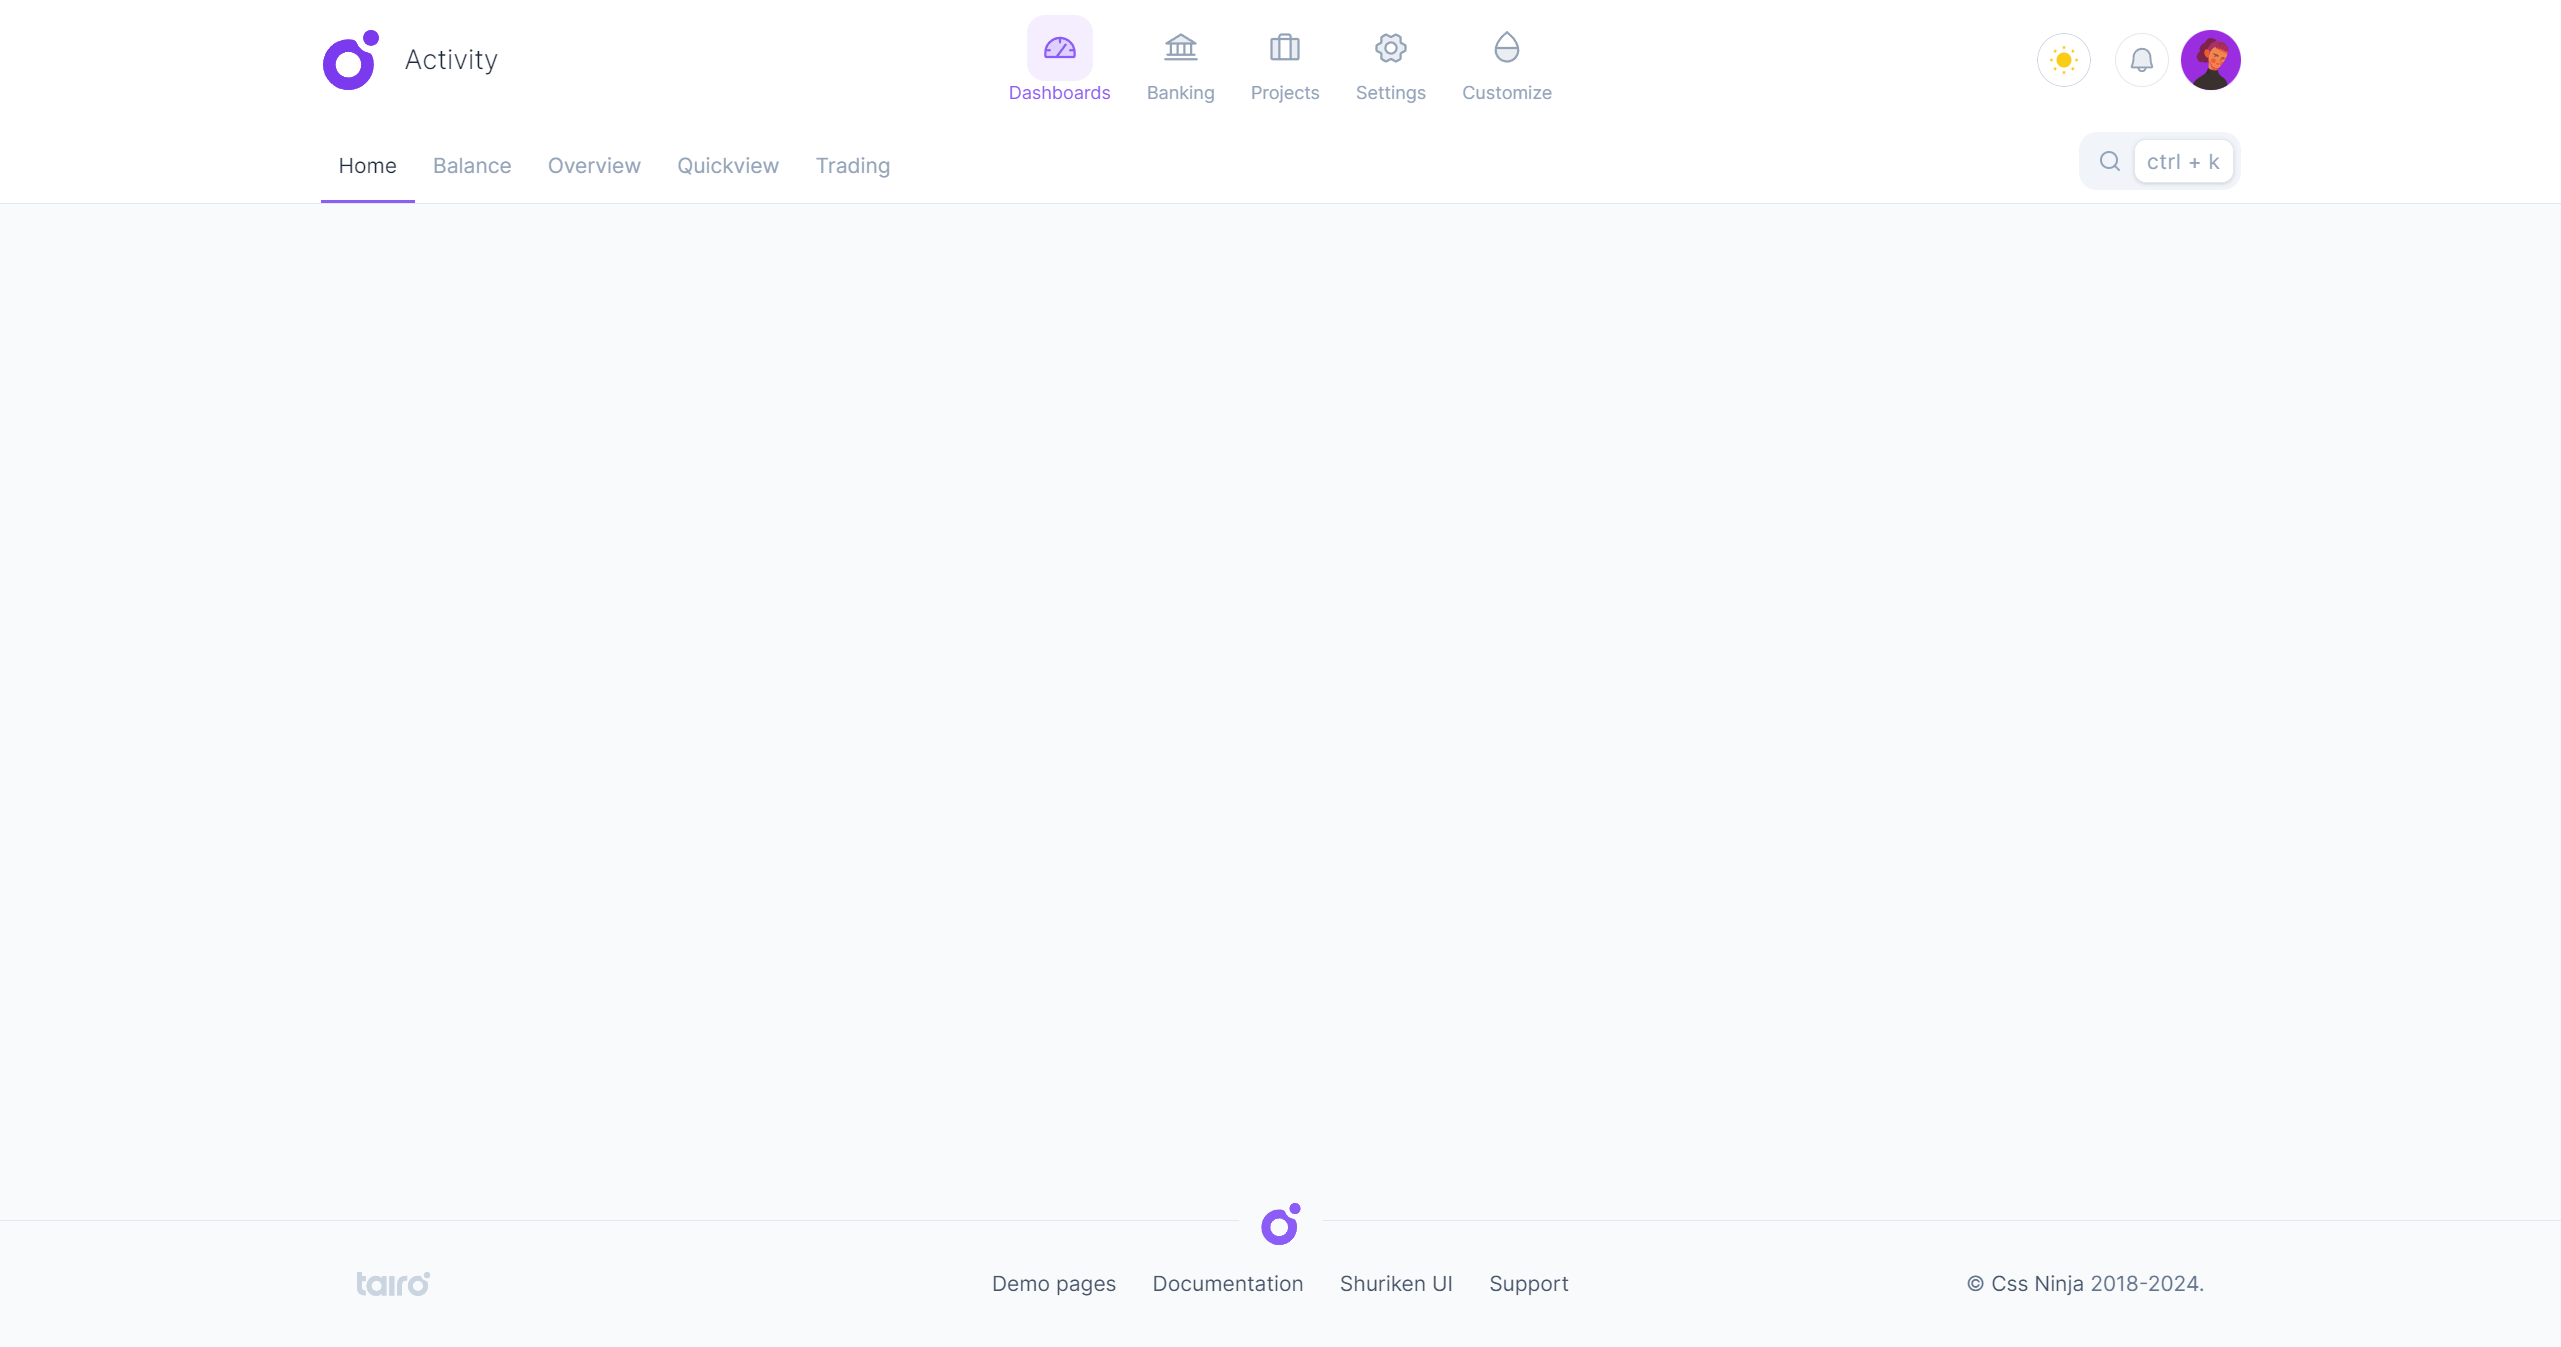 Activity
Dashboards
Banking
Projects
Settings
Customize
Home
Balance
Overview
Quickview
Trading
ctrl + k
tairo
Demo pages
Documentation
Shuriken UI
Support
© Css Ninja 2018-2024.